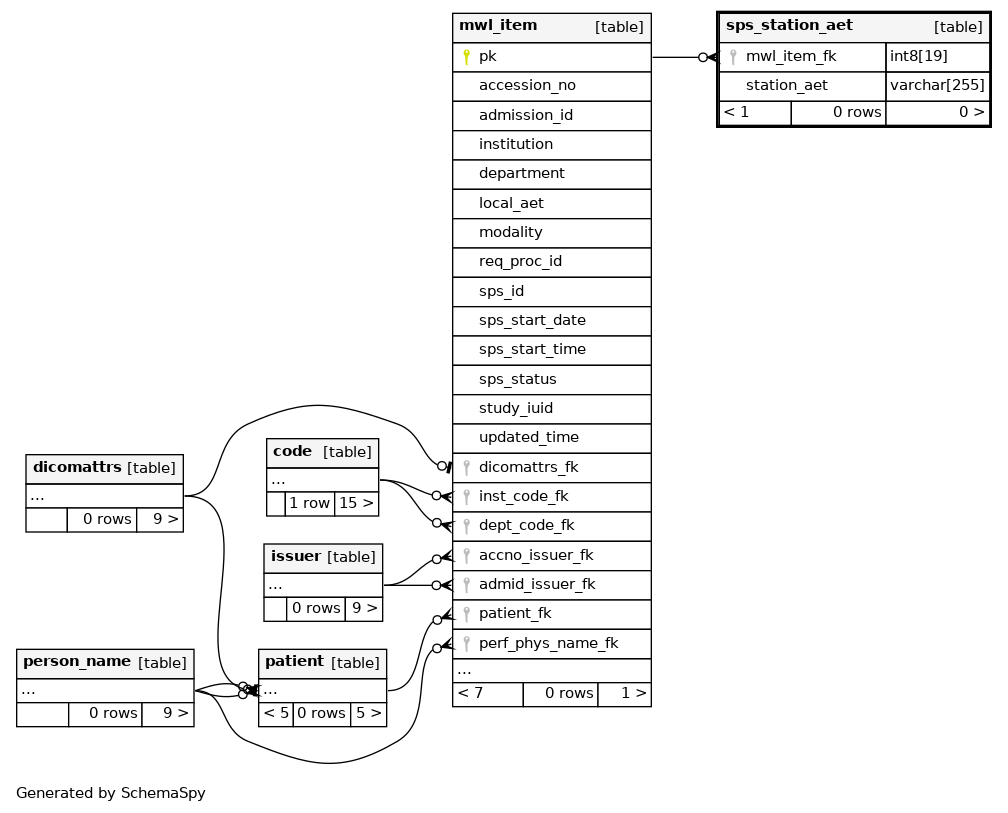 mwl_item [table]
pk
accession_no
admission_id
institution
department
local_aet
modality
req_proc_id
sps_id
sps_start_date
sps_start_time
sps_status
study_iuid
updated_time
dicomattrs_fk
inst_code_fk
dept_code_fk
accno_issuer_fk
admid_issuer_fk
patient_fk
perf_phys_name_fk
...
< 7 0 rows 1 >
sps_station_aet [table]
mwl_item_fk int8[19]
station_aet varchar[255]
< 1 0 rows 0 >
code [table]
...
1 row 15 >
dicomattrs [table]
...
0 rows 9 >
issuer [table]
...
0 rows 9 >
person_name [table]
...
0 rows 9 >
patient [table]
...
< 5 0 rows 5 >
Generated by SchemaSpy